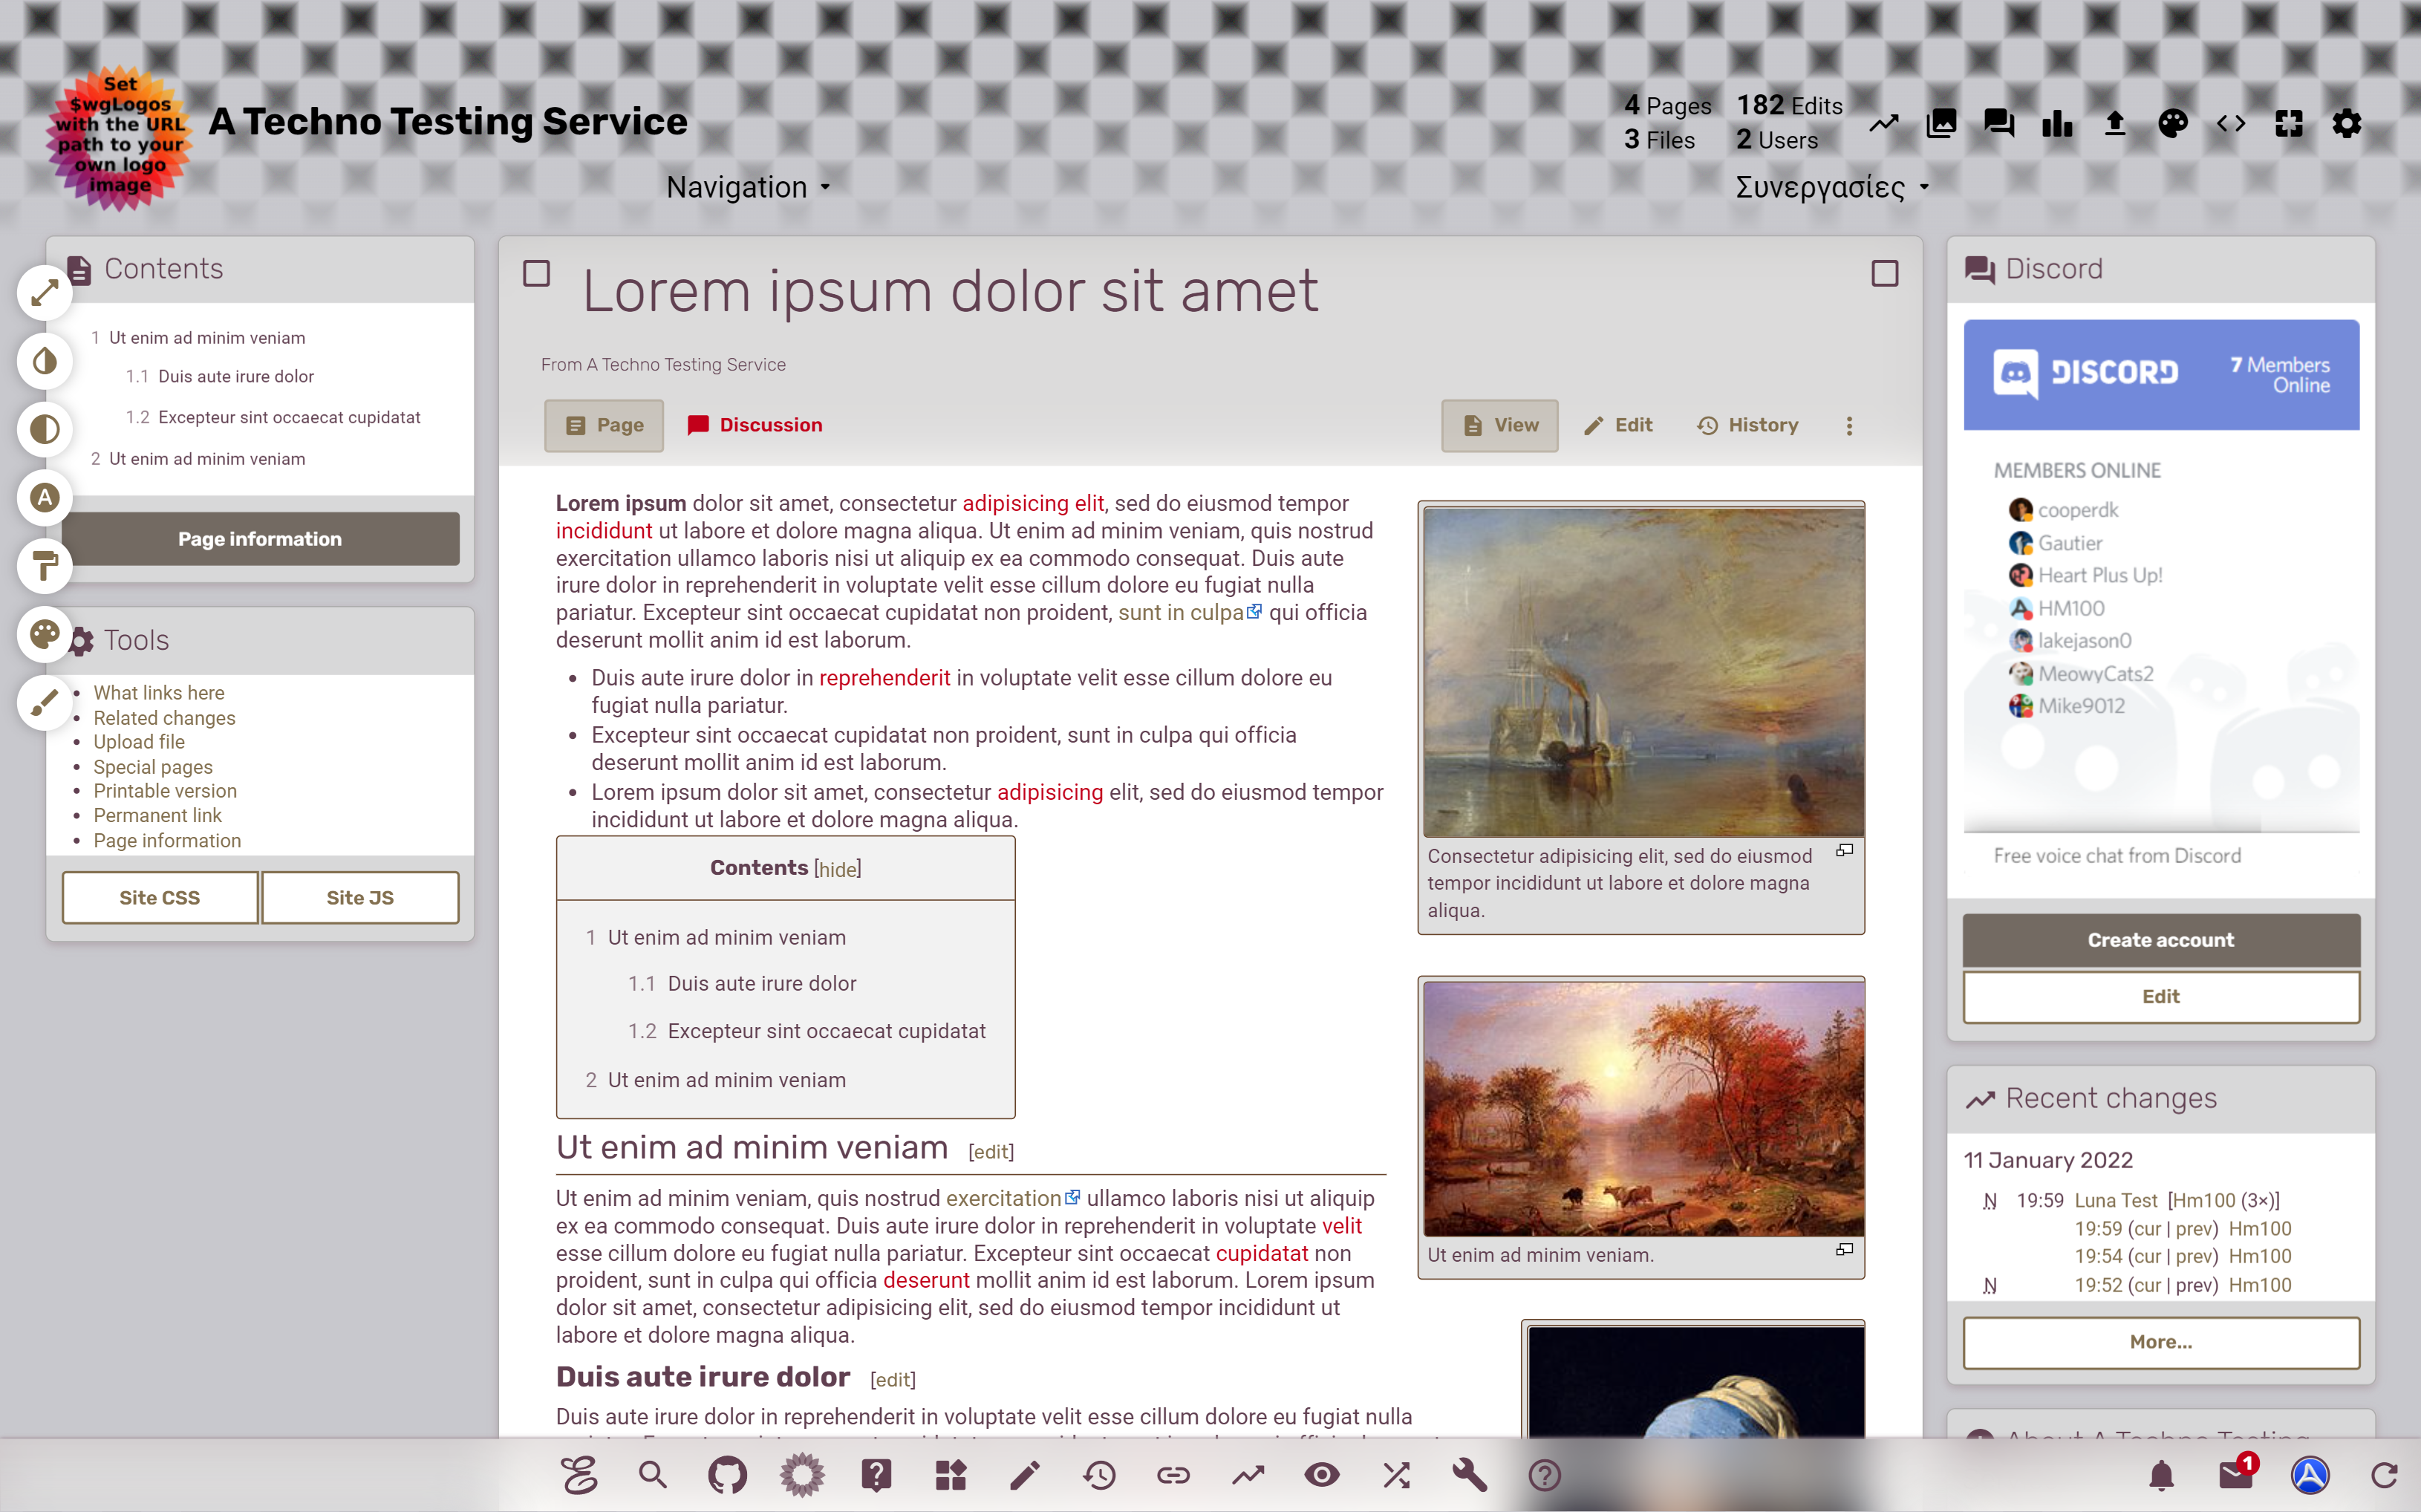 Set
$wgLogos
with the URL
path to your
own logo
image
A Techno Testing Service
4 Pages 182 Edits
3 Files 2 Users
Navigation
Συνεργασίες
Contents
1 Ut enim ad minim veniam
1.1 Duis aute irure dolor
1.2 Excepteur sint occaecat cupidatat
2 Ut enim ad minim veniam
A
Page information
Tools
What links here
Related changes
Upload file
Special pages
Printable version
Permanent link
Page information
Site CSS Site JS
Lorem ipsum dolor sit amet
From A Techno Testing Service
Page Discussion View Edit History
Lorem ipsum dolor sit amet, consectetur adipisicing elit, sed do eiusmod tempor
incididunt ut labore et dolore magna aliqua. Ut enim ad minim veniam, quis nostrud
exercitation ullamco laboris nisi ut aliquip ex ea commodo consequat. Duis aute
irure dolor in reprehenderit in voluptate velit esse cillum dolore eu fugiat nulla
pariatur. Excepteur sint occaecat cupidatat non proident, sunt in culpa qui officia
deserunt mollit anim id est laborum.
Duis aute irure dolor in reprehenderit in voluptate velit esse cillum dolore eu
fugiat nulla pariatur.
Excepteur sint occaecat cupidatat non proident, sunt in culpa qui officia
deserunt mollit anim id est laborum.
Lorem ipsum dolor sit amet, consectetur adipisicing elit, sed do eiusmod tempor
incididunt ut labore et dolore magna aliqua.
Contents [hide]
1 Ut enim ad minim veniam
1.1 Duis aute irure dolor
1.2 Excepteur sint occaecat cupidatat
2 Ut enim ad minim veniam
Ut enim ad minim veniam [edit]
Ut enim ad minim veniam, quis nostrud exercitation ullamco laboris nisi ut aliquip
ex ea commodo consequat. Duis aute irure dolor in reprehenderit in voluptate velit
esse cillum dolore eu fugiat nulla pariatur. Excepteur sint occaecat cupidatat non
proident, sunt in culpa qui officia deserunt mollit anim id est laborum. Lorem ipsum
dolor sit amet, consectetur adipisicing elit, sed do eiusmod tempor incididunt ut
labore et dolore magna aliqua.
Duis aute irure dolor [edit]
Duis aute irure dolor in reprehenderit in voluptate velit esse cillum dolore eu fugiat nulla
Consectetur adipisicing elit, sed do eiusmod
tempor incididunt ut labore et dolore magna
aliqua.
Ut enim ad minim veniam.
Discord
DISCORD
7 Members
Online
MEMBERS ONLINE
cooperdk
Gautier
Heart Plus Up!
HM100
lakejason0
MeowyCats2
Mike9012
Free voice chat from Discord
Create account
Edit
Recent changes
11 January 2022
N 19:59 Luna Test [Hm100 (3×)]
19:59 (cur | prev) Hm100
19:54 (cur | prev) Hm100
N 19:52 (cur | prev) Hm100
More...
About A Techno Testing
1